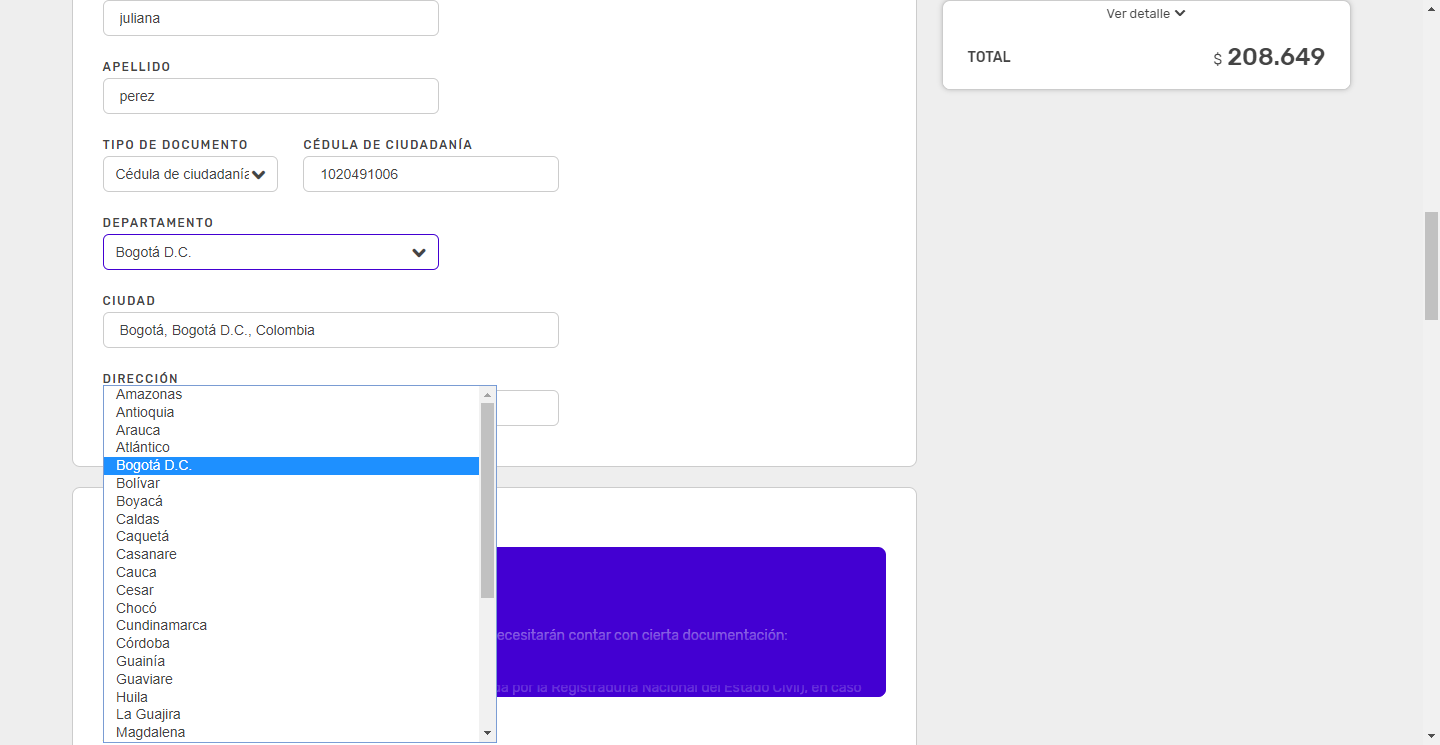 juliana
Ver detalle
TOTAL
$ 208.649
APELLIDO
perez
TIPO DE DOCUMENTO
CÉDULA DE CIUDADANÍA
Cédula de ciudadanía
1020491006
DEPARTAMENTO
Bogotá D.C.
CIUDAD
Bogotá, Bogotá D.C., Colombia
DIRECCIÓN
Amazonas
Antioquia
Arauca
Atlántico
Bogotá D.C.
Bolívar
Boyacá
Caldas
Caquetá
Casanare
Cauca
Cesar
Chocó
Cundinamarca
Córdoba
Guainía
Guaviare
Huila
La Guajira
Magdalena
ecesitarán contar con cierta documentación:
da por la Registraduría Nacional del Estado Civil), en caso